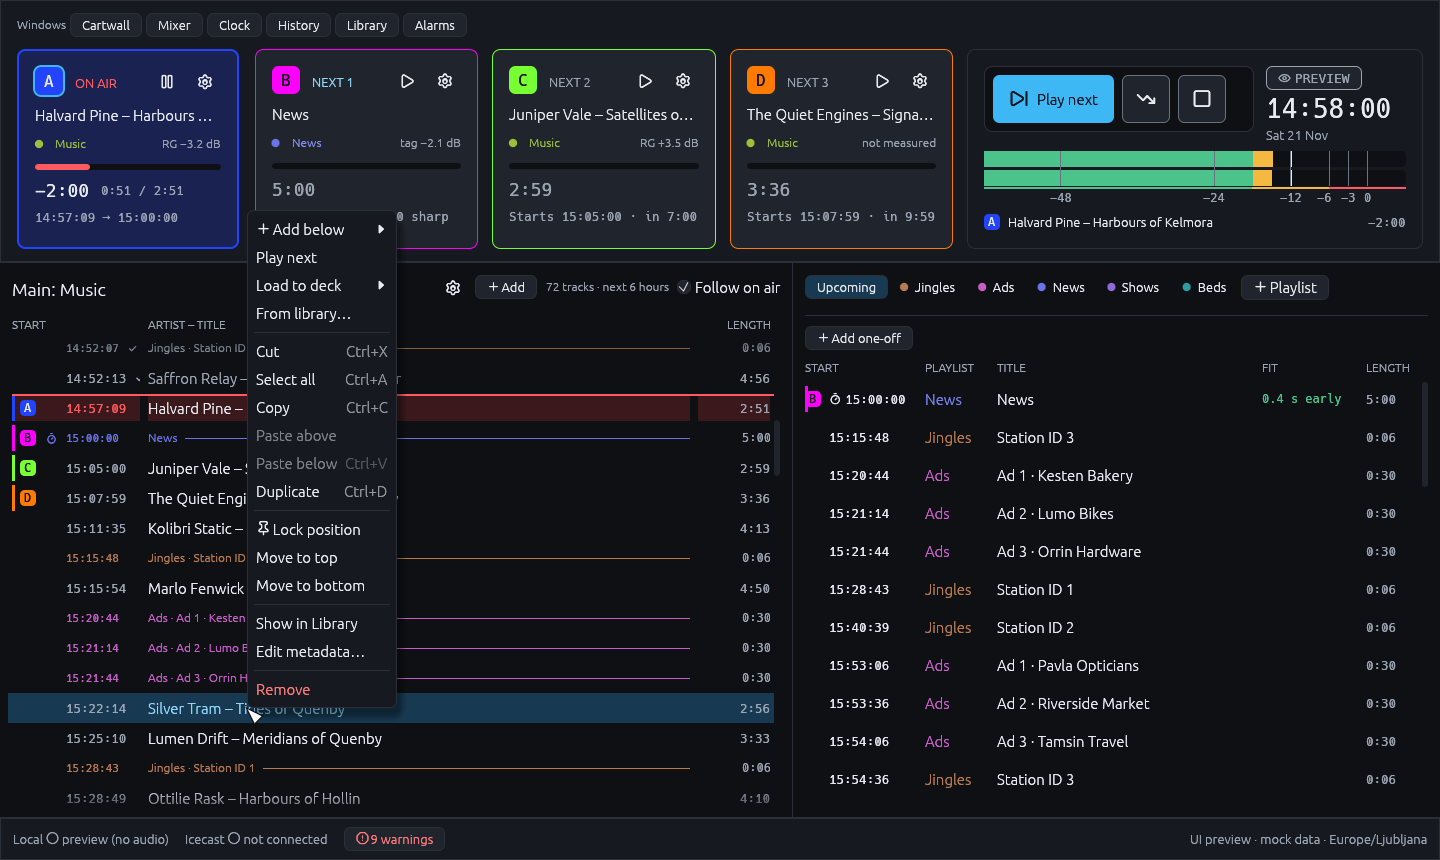 Windows Cartwall Mixer Clock History Library Alarms
A ON AIR
Halvard Pine – Harbours ...
Music RG −3.2 dB
−2:00 0:51 / 2:51
14:57:09 → 15:00:00
B NEXT 1
News
News tag −2.1 dB
5:00
0 sharp
C NEXT 2
Juniper Vale – Satellites o...
Music RG +3.5 dB
2:59
Starts 15:05:00 · in 7:00
D NEXT 3
The Quiet Engines – Signa...
Music not measured
3:36
Starts 15:07:59 · in 9:59
Play next
PREVIEW
14:58:00
Sat 21 Nov
−48 −24 −12 −6 −3 0
A Halvard Pine – Harbours of Kelmora −2:00
Main: Music
+ Add 72 tracks · next 6 hours ✓ Follow on air
START ARTIST – TITLE LENGTH
14:52:07 ✓ Jingles · Station ID 0:06
14:52:13 Saffron Relay – r 4:56
A 14:57:09 Halvard Pine – 2:51
B 15:00:00 News 5:00
C 15:05:00 Juniper Vale – 2:59
D 15:07:59 The Quiet Engi 3:36
15:11:35 Kolibri Static – 4:13
15:15:48 Jingles · Station ID 0:06
15:15:54 Marlo Fenwick 4:50
15:20:44 Ads · Ad 1 · Kesten 0:30
15:21:14 Ads · Ad 2 · Lumo 0:30
15:21:44 Ads · Ad 3 · Orrin 0:30
15:22:14 Silver Tram – Tides of Quenby 2:56
15:25:10 Lumen Drift – Meridians of Quenby 3:33
15:28:43 Jingles · Station ID 1 0:06
15:28:49 Ottilie Rask – Harbours of Hollin 4:10
+ Add below
Play next
Load to deck
From library...
Cut Ctrl+X
Select all Ctrl+A
Copy Ctrl+C
Paste above
Paste below Ctrl+V
Duplicate Ctrl+D
Lock position
Move to top
Move to bottom
Show in Library
Edit metadata...
Remove
Upcoming Jingles Ads News Shows Beds + Playlist
+ Add one-off
START PLAYLIST TITLE FIT LENGTH
B 15:00:00 News News 0.4 s early 5:00
15:15:48 Jingles Station ID 3 0:06
15:20:44 Ads Ad 1 · Kesten Bakery 0:30
15:21:14 Ads Ad 2 · Lumo Bikes 0:30
15:21:44 Ads Ad 3 · Orrin Hardware 0:30
15:28:43 Jingles Station ID 1 0:06
15:40:39 Jingles Station ID 2 0:06
15:53:06 Ads Ad 1 · Pavla Opticians 0:30
15:53:36 Ads Ad 2 · Riverside Market 0:30
15:54:06 Ads Ad 3 · Tamsin Travel 0:30
15:54:36 Jingles Station ID 3 0:06
Local preview (no audio) Icecast not connected 9 warnings
UI preview · mock data · Europe/Ljubljana